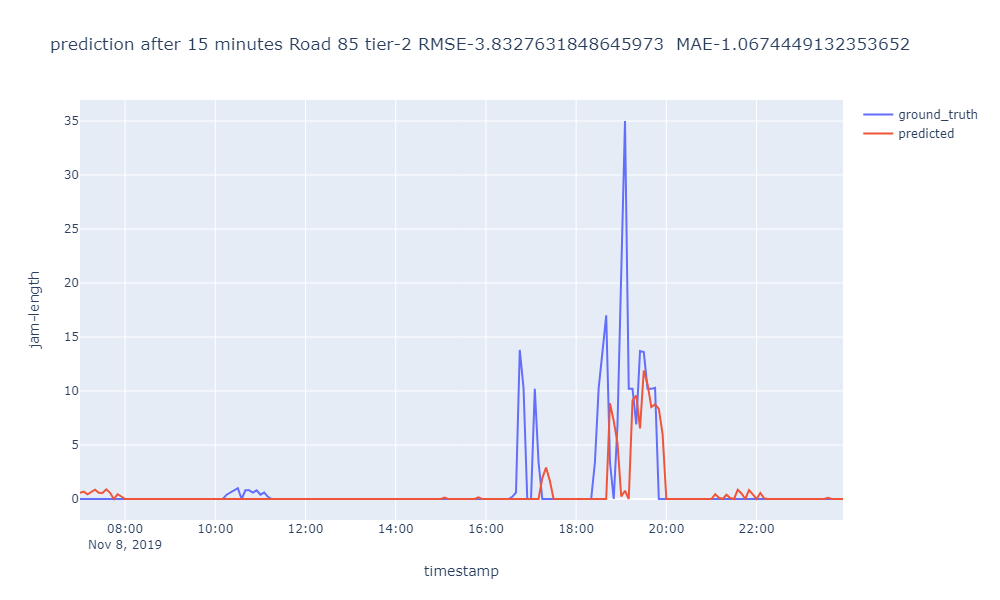 prediction after 15 minutes Road 85 tier-2 RMSE-3.8327631848645973  MAE-1.0674449132353652
ground_truth
predicted
35
30
25
20
15
10
5
0
jam-length
08:00 10:00 12:00 14:00 16:00 18:00 20:00 22:00
Nov 8, 2019
timestamp